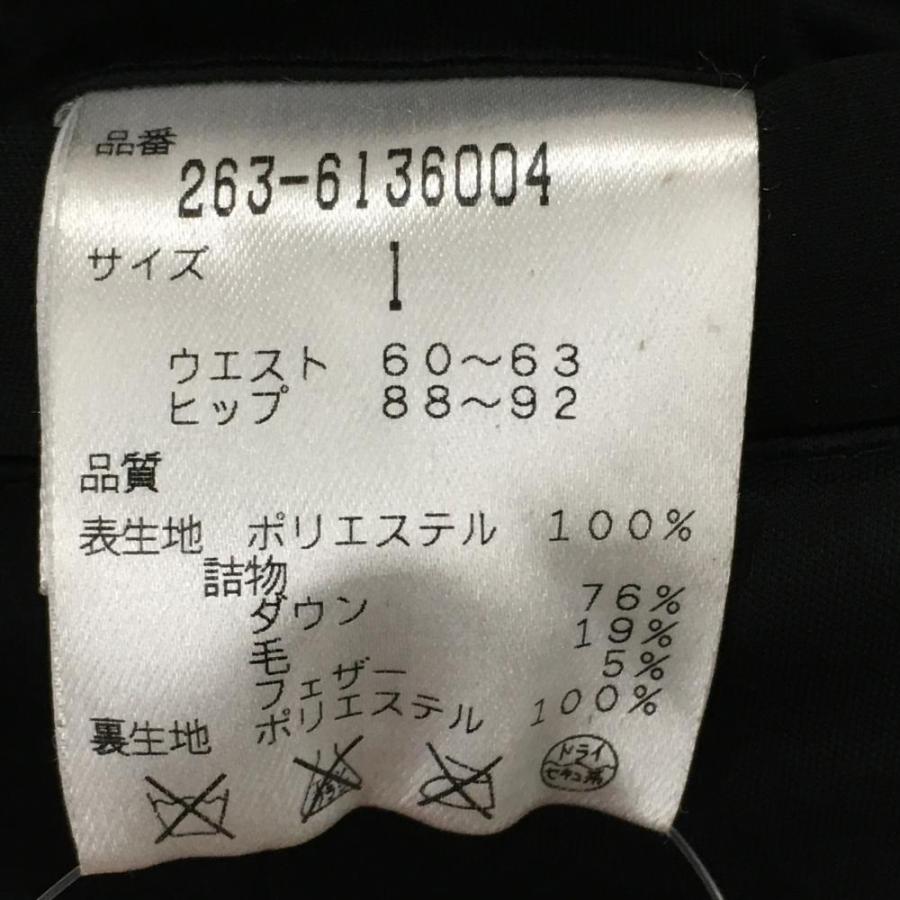 品番
263-6136004
サイズ 1
ウエスト 60～63
ヒップ 88～92
品質
表生地 ポリエステル 100%
詰物
ダウン 76%
毛 19%
フェザー 5%
裏生地 ポリエステル 100%
ドライ
セキユ系